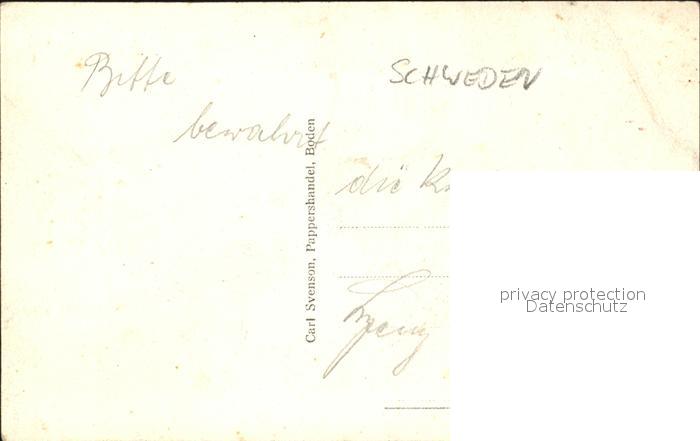 Bitte
SCHWEDEN
bewahrt
die
Carl Svenson, Pappershandel, Boden
privacy protection
Datenschutz